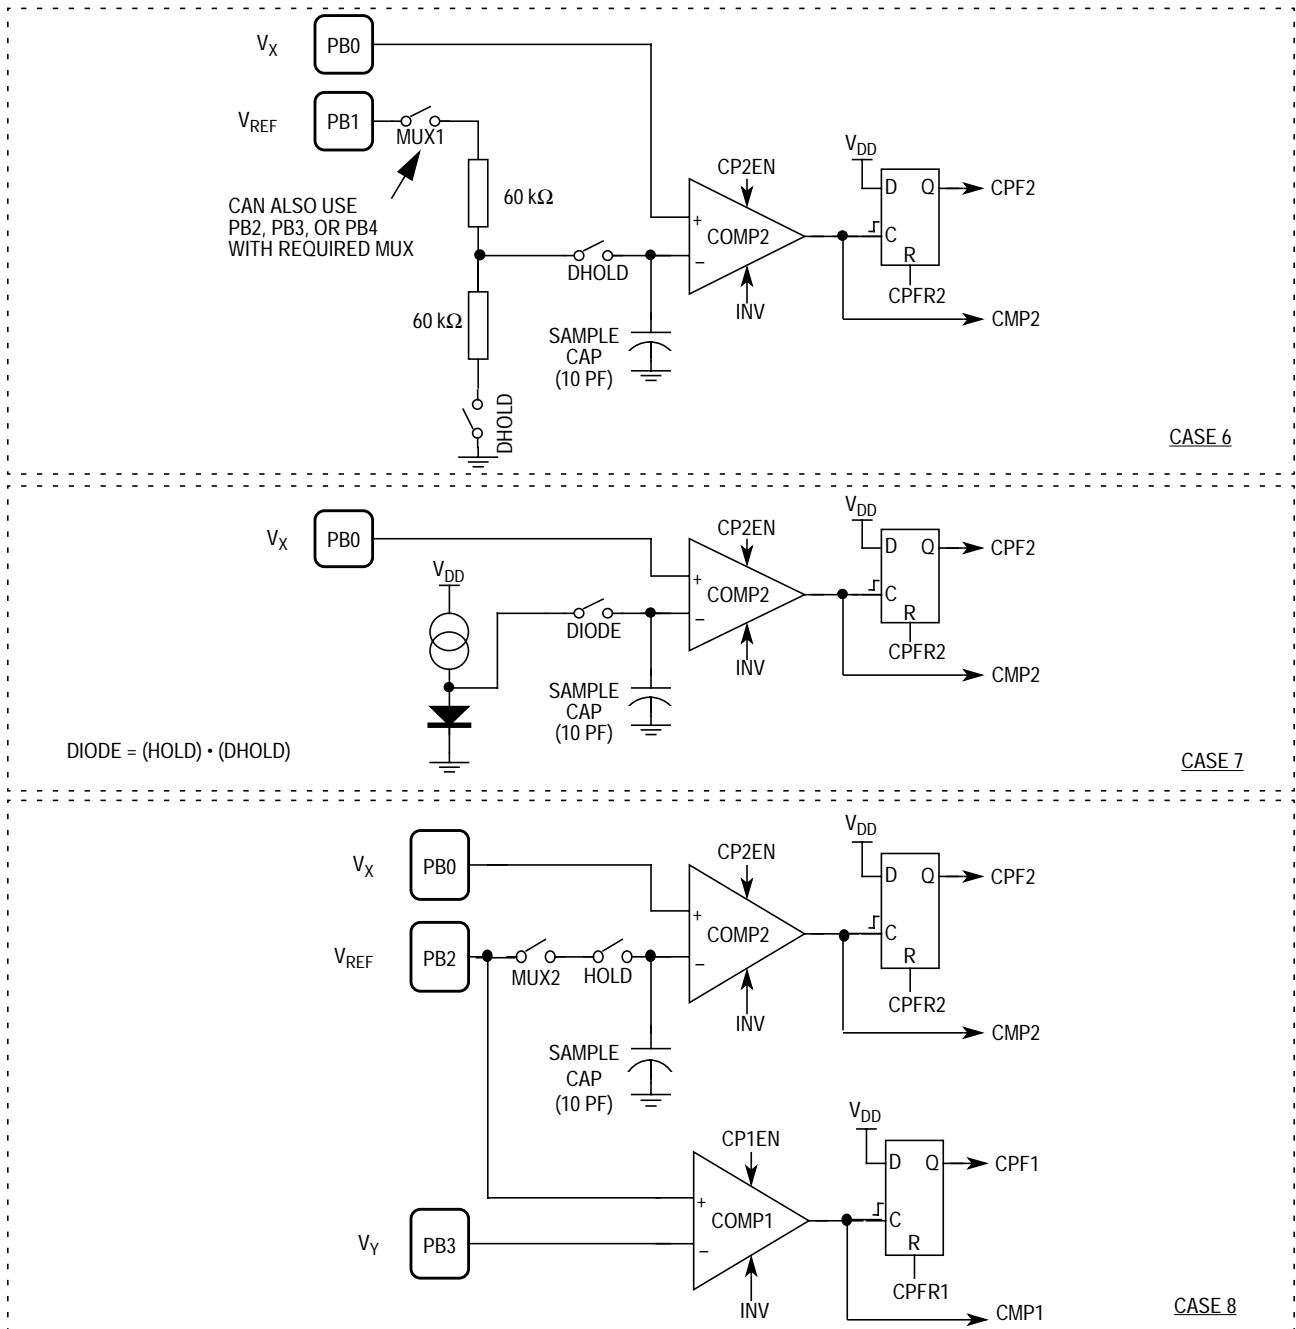 VX
PB0
VREF
PB1
MUX1
CAN ALSO USE
PB2, PB3, OR PB4
WITH REQUIRED MUX
60 kΩ
60 kΩ
DHOLD
DHOLD
SAMPLE
CAP
(10 PF)
CP2EN
+
COMP2
–
INV
VDD
D Q
C
R
CPF2
CPFR2
CMP2
CASE 6
VX
PB0
VDD
DIODE
SAMPLE
CAP
(10 PF)
CP2EN
+
COMP2
–
INV
VDD
D Q
C
R
CPF2
CPFR2
CMP2
DIODE = (HOLD) • (DHOLD)
CASE 7
VX
PB0
VREF
PB2
MUX2
HOLD
SAMPLE
CAP
(10 PF)
CP2EN
+
COMP2
–
INV
VDD
D Q
C
R
CPF2
CPFR2
CMP2
VY
PB3
CP1EN
+
COMP1
–
INV
VDD
D Q
C
R
CPF1
CPFR1
CMP1
CASE 8